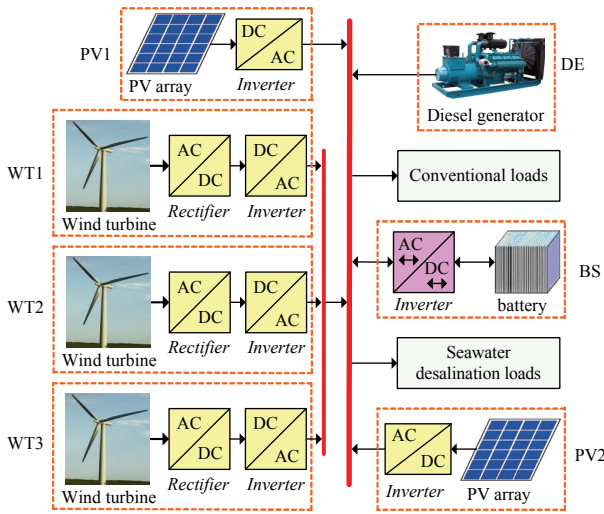 PV1
DC
AC
PV array
Inverter
DE
Diesel generator
WT1
AC
DC
DC
AC
Wind turbine
Rectifier
Inverter
Conventional loads
WT2
AC
DC
DC
AC
Wind turbine
Rectifier
Inverter
AC
DC
Inverter
battery
BS
Seawater
desalination loads
WT3
AC
DC
DC
AC
Wind turbine
Rectifier
Inverter
AC
DC
Inverter
PV array
PV2